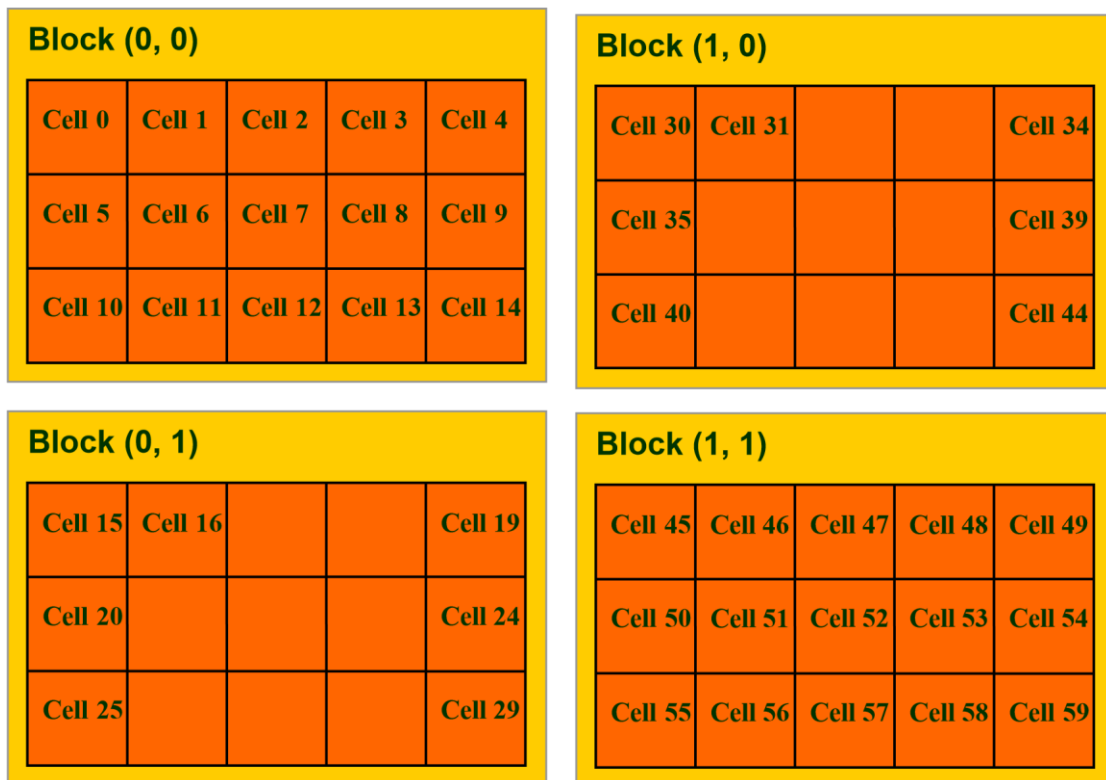 Block (0, 0)
Cell 0 Cell 1 Cell 2 Cell 3 Cell 4
Cell 5 Cell 6 Cell 7 Cell 8 Cell 9
Cell 10 Cell 11 Cell 12 Cell 13 Cell 14
Block (1, 0)
Cell 30 Cell 31 Cell 34
Cell 35 Cell 39
Cell 40 Cell 44
Block (0, 1)
Cell 15 Cell 16 Cell 19
Cell 20 Cell 24
Cell 25 Cell 29
Block (1, 1)
Cell 45 Cell 46 Cell 47 Cell 48 Cell 49
Cell 50 Cell 51 Cell 52 Cell 53 Cell 54
Cell 55 Cell 56 Cell 57 Cell 58 Cell 59